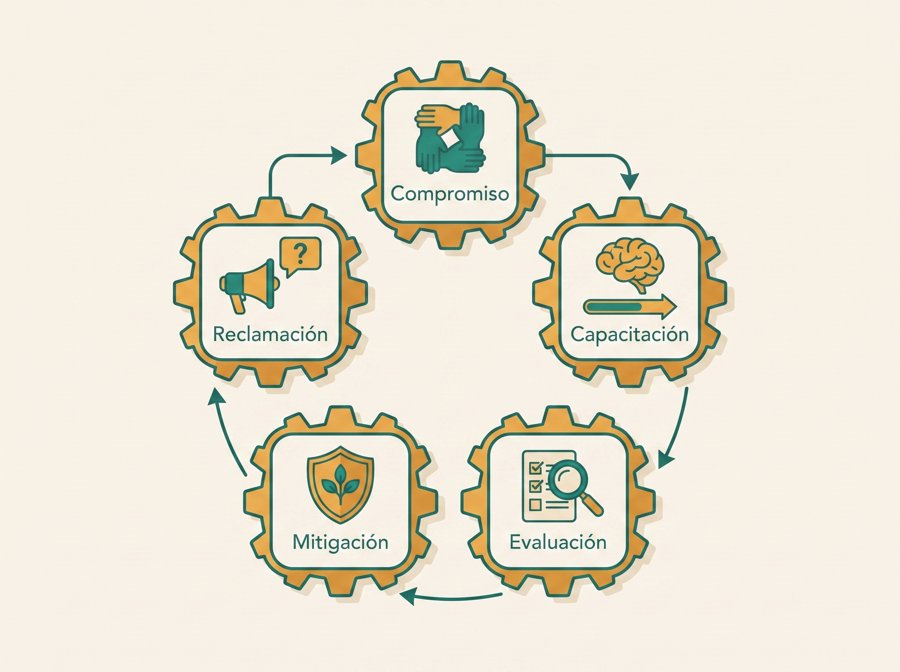 Compromiso
Capacitación
Evaluación
Mitigación
Reclamación
?